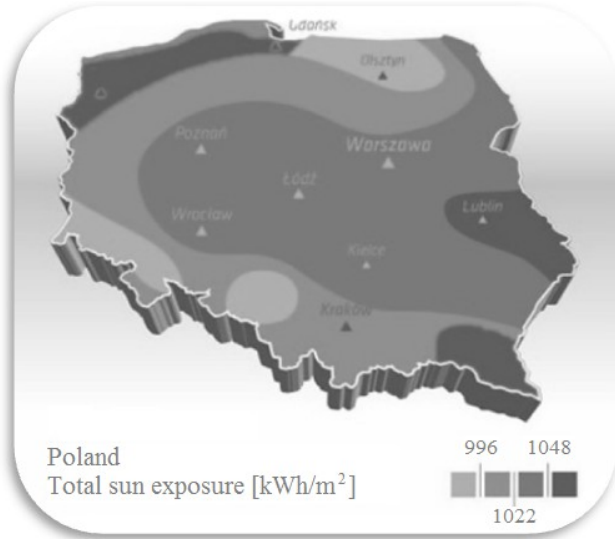 Gdańsk
Olsztyn
Poznań
Warszawa
Łódź
Wrocław
Lublin
Kielce
Kraków
Poland
Total sun exposure [kWh/m²]
996 1048
1022